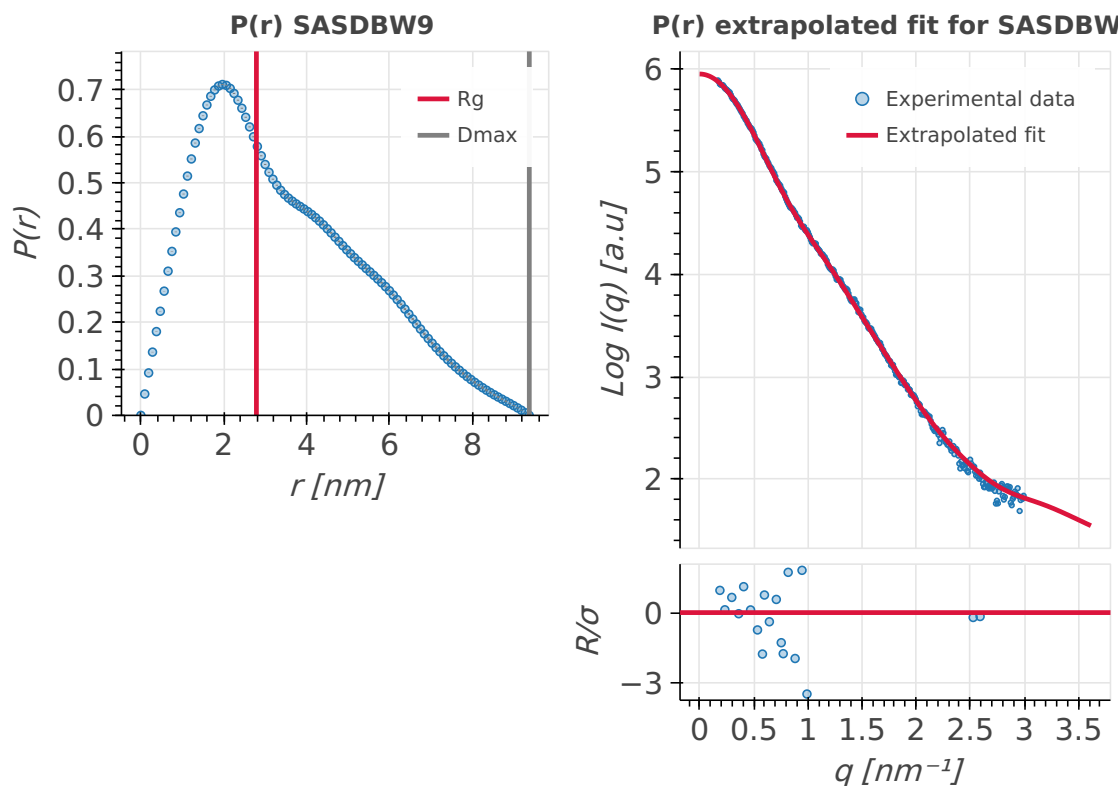 P(r) SASDBW9
0.7
0.6
0.5
0.4
0.3
0.2
0.1
0
P(r)
Rg
Dmax
0
2
4
6
8
r [nm]
P(r) extrapolated fit for SASDBW
6
5
4
3
2
Log I(q) [a.u]
Experimental data
Extrapolated fit
0
−3
R/σ
0
0.5
1
1.5
2
2.5
3
3.5
q [nm⁻¹]